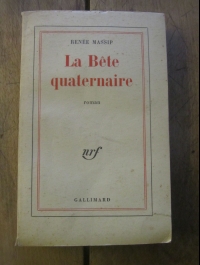 RENÉE MASSIP
La Bête
quaternaire
ROMAN
nrf
GALLIMARD